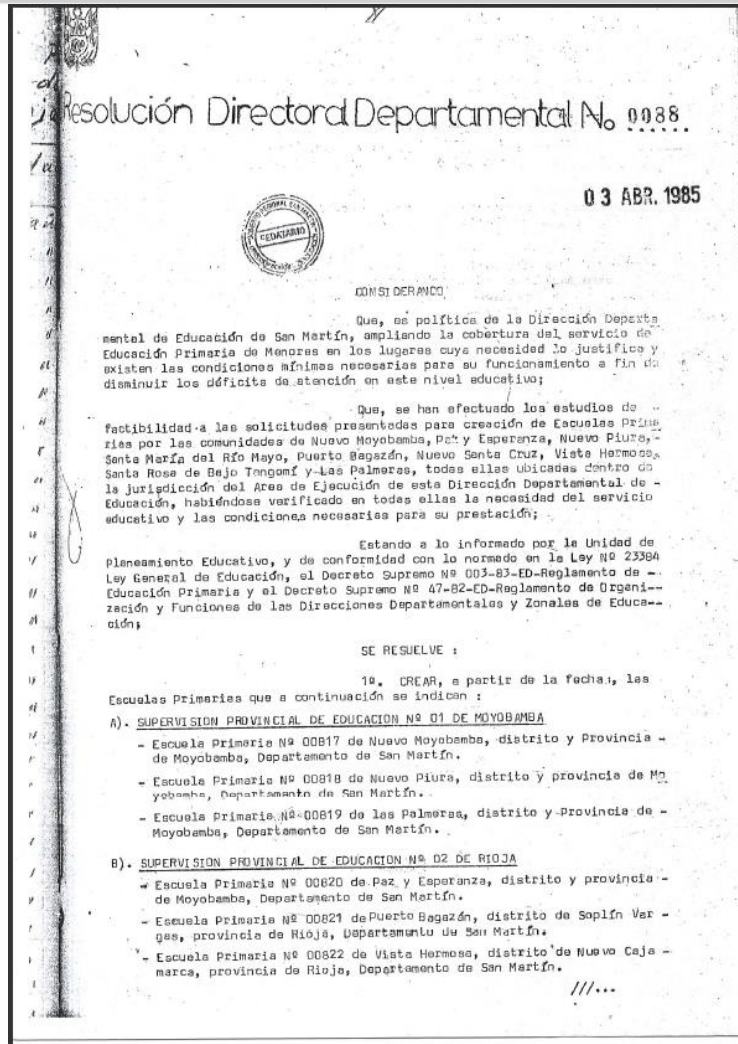 Resolución Directoral Departamental No 0088
03 ABR. 1985
FEDATARIO
CONSIDERANDO
Que, es política de la Dirección Departa
mental de Educación de San Martín, ampliando la cobertura del servicio de
Educación Primaria de Menores en los lugares cuya necesidad lo justifica y
existen las condiciones mínimas necesarias para su funcionamiento a fin de
disminuir los déficits de atención en este nivel educativo;
Que, se han efectuado los estudios de
factibilidad a las solicitudes presentadas para creación de Escuelas Prima
rias por las comunidades de Nuevo Moyobamba, Paz y Esperanza, Nuevo Piura,-
Santa María del Río Mayo, Puerto Bagazán, Nuevo Santa Cruz, Vista Hermosa,
Santa Rosa de Bajo Tangomí y Las Palmeras, todas ellas ubicadas dentro de
la jurisdicción del Area de Ejecución de esta Dirección Departamental de -
Educación, habiéndose verificado en todas ellas la necesidad del servicio
educativo y las condiciones necesarias para su prestación;
Estando a lo informado por la Unidad de
Planeamiento Educativo, y de conformidad con lo normado en la Ley Nº 23384
Ley General de Educación, el Decreto Supremo Nº 003-83-ED-Reglamento de -
Educación Primaria y el Decreto Supremo Nº 47-82-ED-Reglamento de Organi--
zación y Funciones de las Direcciones Departamentales y Zonales de Educa--
ción;
SE RESUELVE :
1º. CREAR, a partir de la fecha, las
Escuelas Primarias que a continuación se indican :
A). SUPERVISION PROVINCIAL DE EDUCACION Nº 01 DE MOYOBAMBA
- Escuela Primaria Nº 00817 de Nuevo Moyobamba, distrito y Provincia -
de Moyobamba, Departamento de San Martín.
- Escuela Primaria Nº 00818 de Nuevo Piura, distrito y provincia de Mo
yobamba, Departamento de San Martín.
- Escuela Primaria Nº 00819 de las Palmeras, distrito y Provincia de -
Moyobamba, Departamento de San Martín.
B). SUPERVISION PROVINCIAL DE EDUCACION Nº 02 DE RIOJA
- Escuela Primaria Nº 00820 de Paz y Esperanza, distrito y provincia -
de Moyobamba, Departamento de San Martín.
- Escuela Primaria Nº 00821 de Puerto Bagazán, distrito de Soplín Var -
gas, provincia de Rioja, Departamento de San Martín.
- Escuela Primaria Nº 00822 de Vista Hermosa, distrito de Nuevo Caja -
marca, provincia de Rioja, Departamento de San Martín.
///...